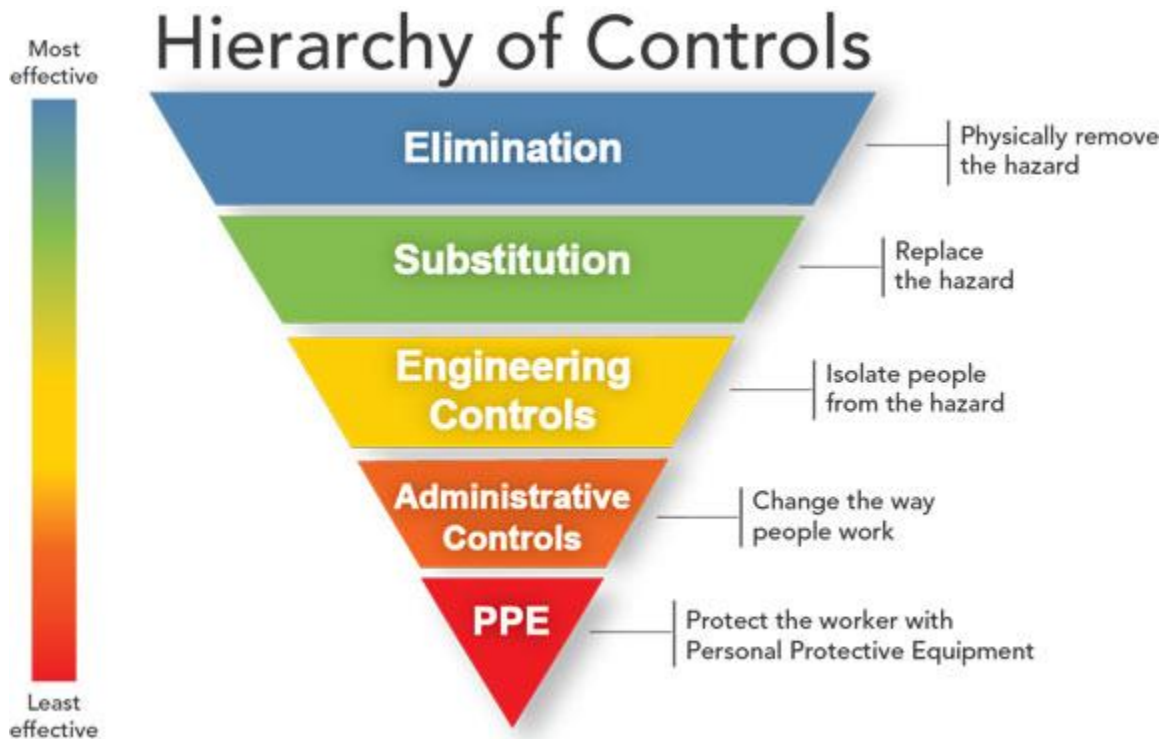 Hierarchy of Controls
Most
effective
Elimination
Physically remove
the hazard
Substitution
Replace
the hazard
Engineering
Controls
Isolate people
from the hazard
Administrative
Controls
Change the way
people work
PPE
Protect the worker with
Personal Protective Equipment
Least
effective